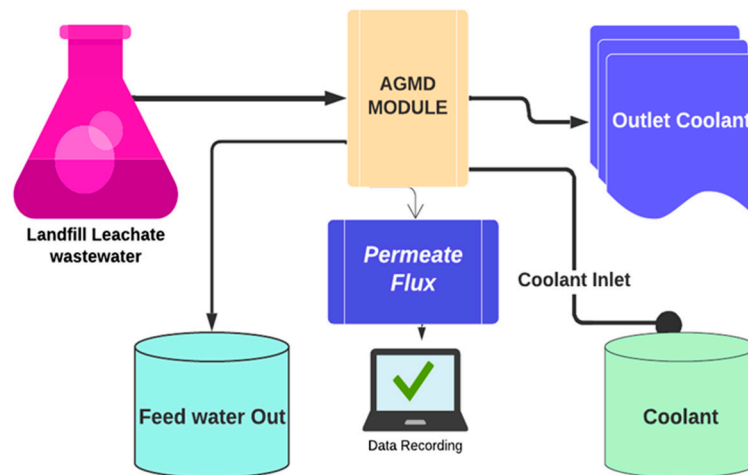 AGMD
MODULE
Outlet Coolant
Landfill Leachate
wastewater
Permeate
Flux
Coolant Inlet
Feed water Out
Data Recording
Coolant